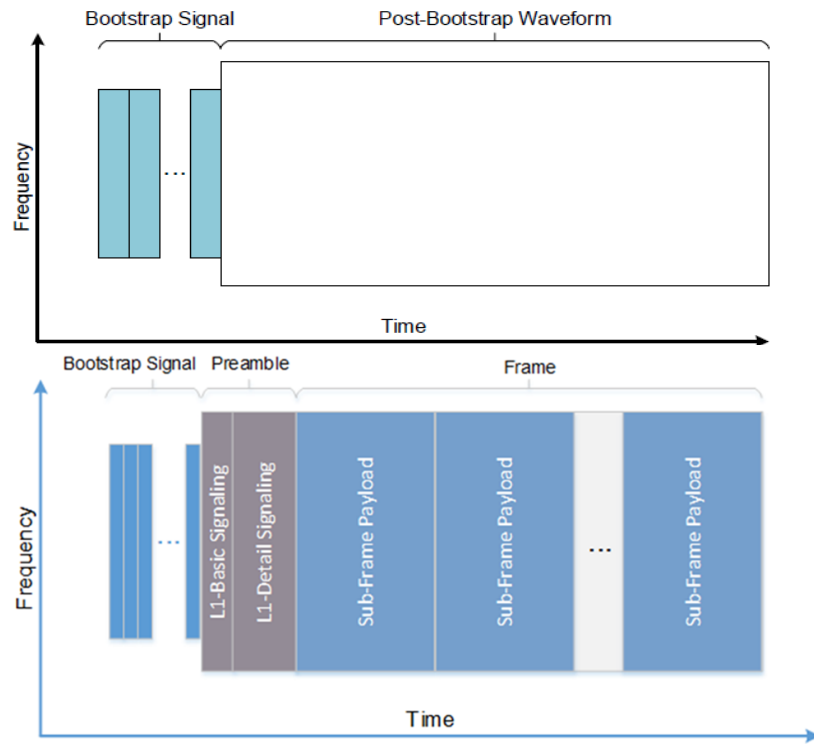 Bootstrap Signal
Post-Bootstrap Waveform
Frequency
...
Time
Bootstrap Signal
Preamble
Frame
Frequency
...
L1-Basic Signaling
L1-Detail Signaling
Sub-Frame Payload
Sub-Frame Payload
...
Sub-Frame Payload
Time